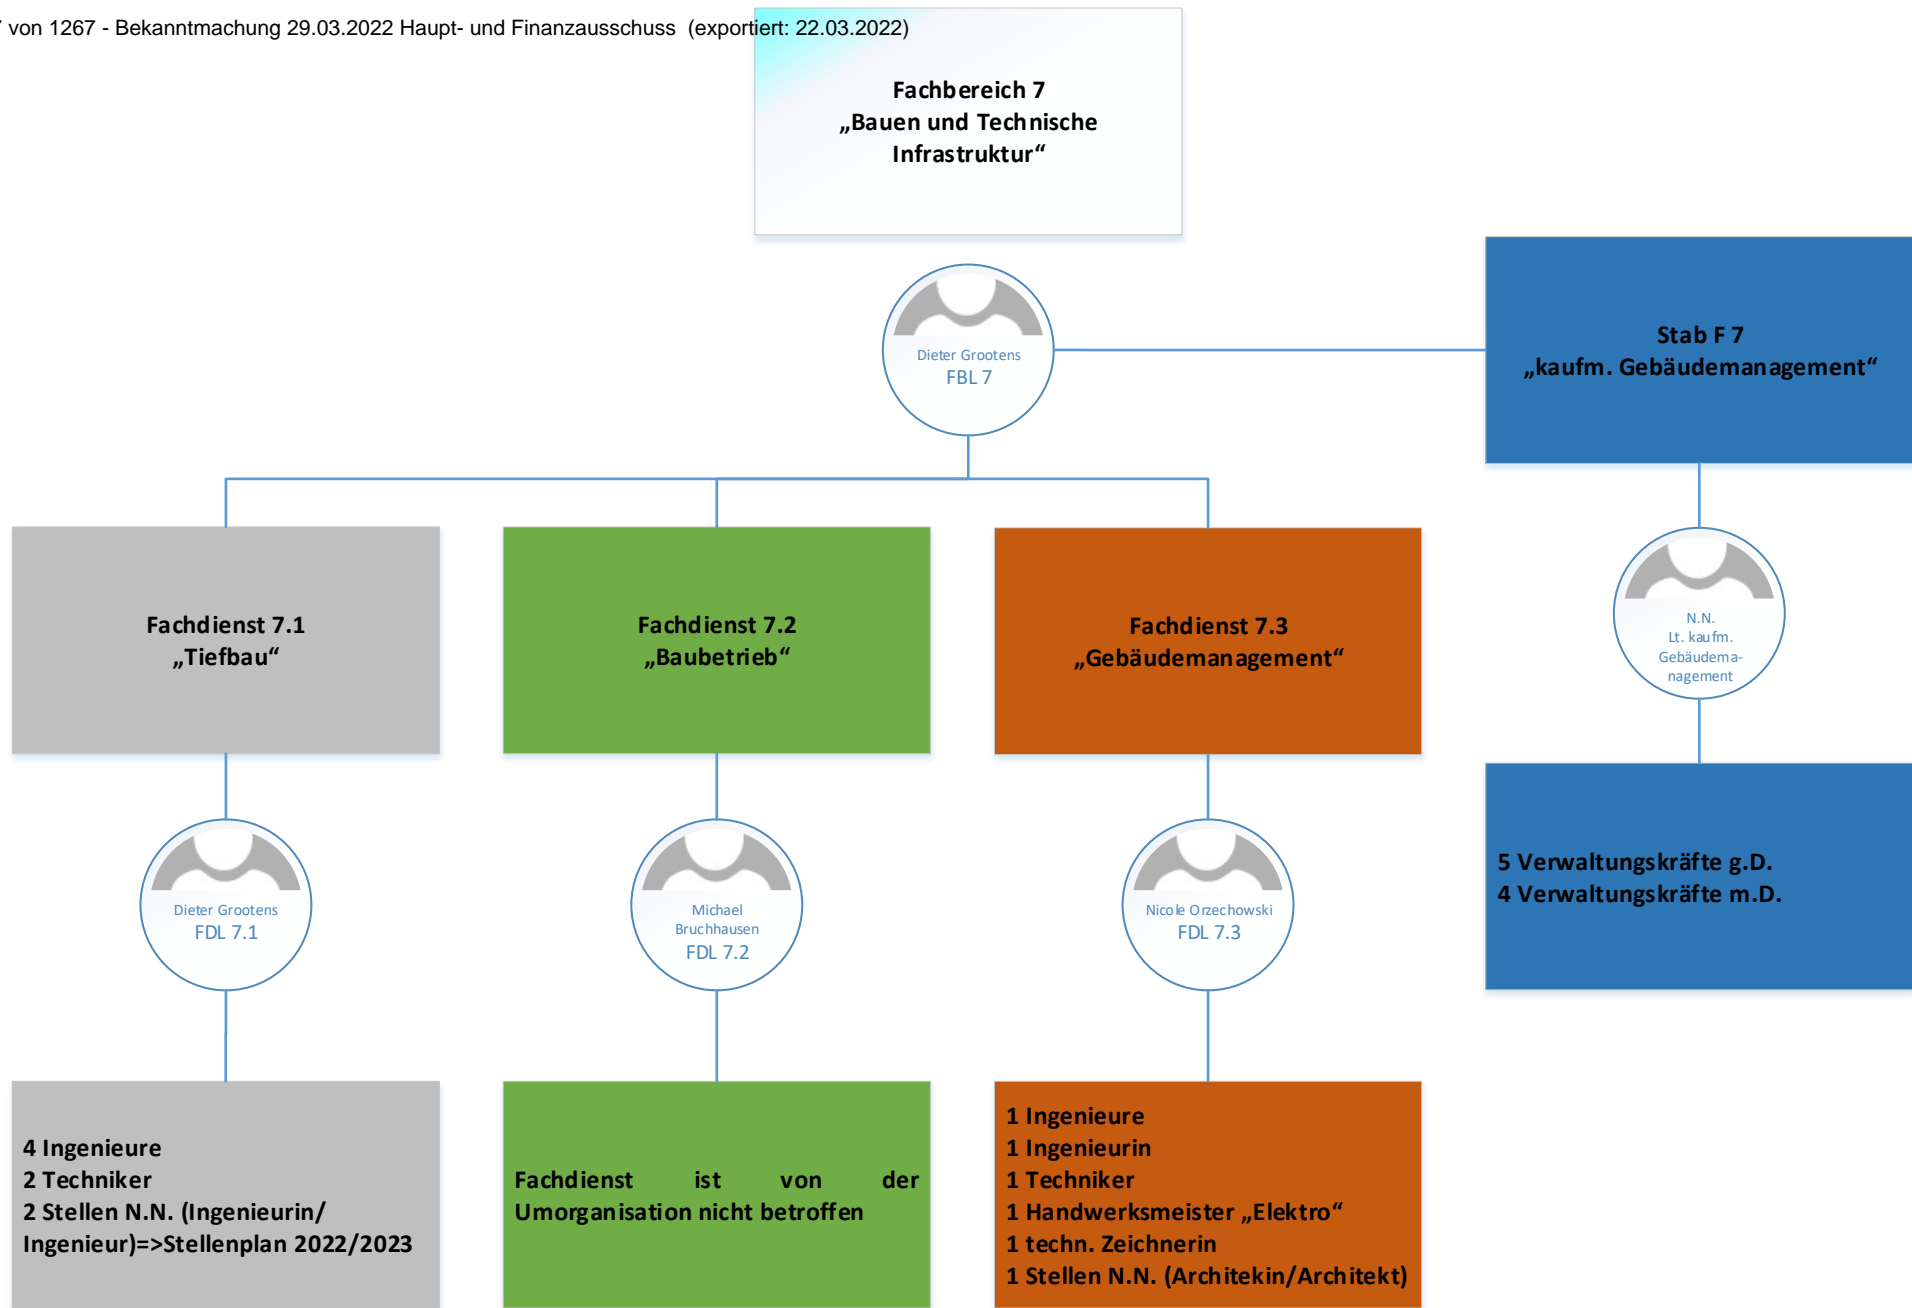 von 1267 - Bekanntmachung 29.03.2022 Haupt- und Finanzausschuss (exportiert: 22.03.2022)
Fachbereich 7
„Bauen und Technische
Infrastruktur“
Dieter Grootens
FBL 7
Stab F 7
„kaufm. Gebäudemanagement“
N.N.
Lt. kaufm.
Gebäudema-
nagement
5 Verwaltungskräfte g.D.
4 Verwaltungskräfte m.D.
Fachdienst 7.1
„Tiefbau“
Dieter Grootens
FDL 7.1
4 Ingenieure
2 Techniker
2 Stellen N.N. (Ingenieurin/
Ingenieur)=>Stellenplan 2022/2023
Fachdienst 7.2
„Baubetrieb“
Michael
Bruchhausen
FDL 7.2
Fachdienst ist von der
Umorganisation nicht betroffen
Fachdienst 7.3
„Gebäudemanagement“
Nicole Orzechowski
FDL 7.3
1 Ingenieure
1 Ingenieurin
1 Techniker
1 Handwerksmeister „Elektro“
1 techn. Zeichnerin
1 Stellen N.N. (Architekin/Architekt)